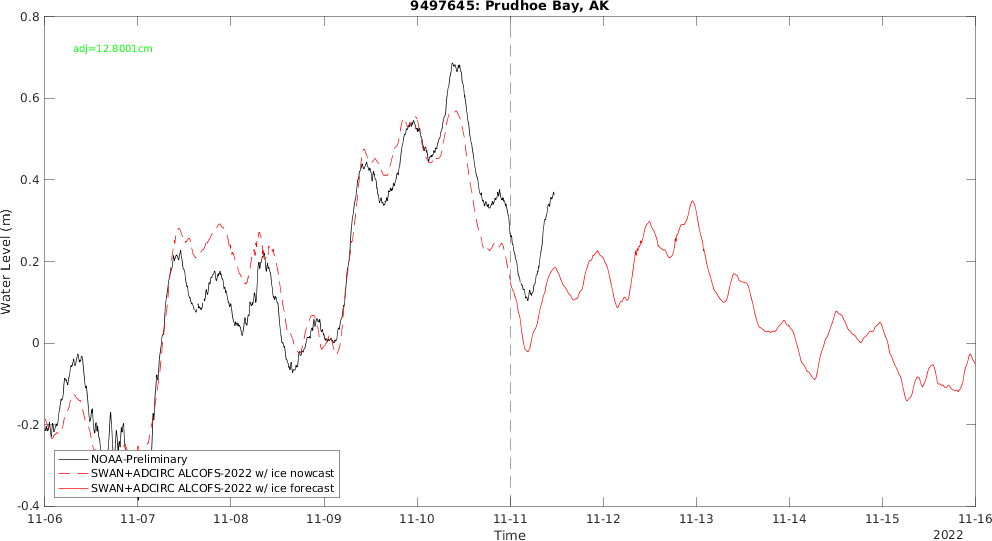 9497645: Prudhoe Bay, AK
adj=12.8001cm
Water Level (m)
0.8
0.6
0.4
0.2
0
-0.2
-0.4
NOAA-Preliminary
SWAN+ADCIRC ALCOFS-2022 w/ ice nowcast
SWAN+ADCIRC ALCOFS-2022 w/ ice forecast
11-06 11-07 11-08 11-09 11-10 11-11 11-12 11-13 11-14 11-15 11-16
Time
2022